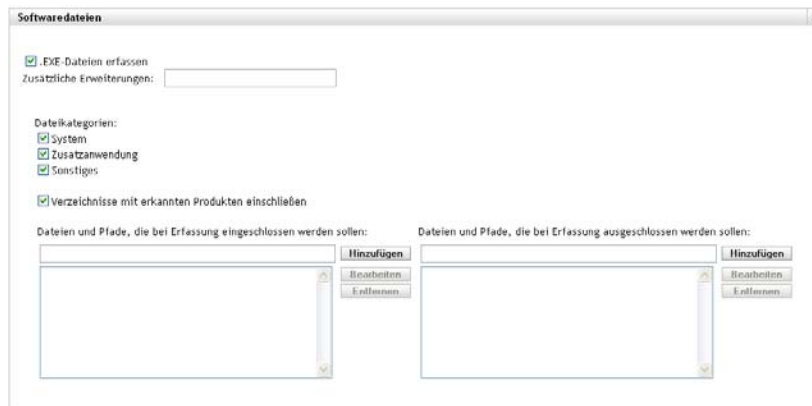 Softwaredateien
.EXE-Dateien erfassen
Zusätzliche Erweiterungen:
Dateikategorien:
System
Zusatzanwendung
Sonstiges
Verzeichnisse mit erkannten Produkten einschließen
Dateien und Pfade, die bei Erfassung eingeschlossen werden sollen: Dateien und Pfade, die bei Erfassung ausgeschlossen werden sollen:
Hinzufügen Hinzufügen
Bearbeiten Bearbeiten
Entfernen Entfernen